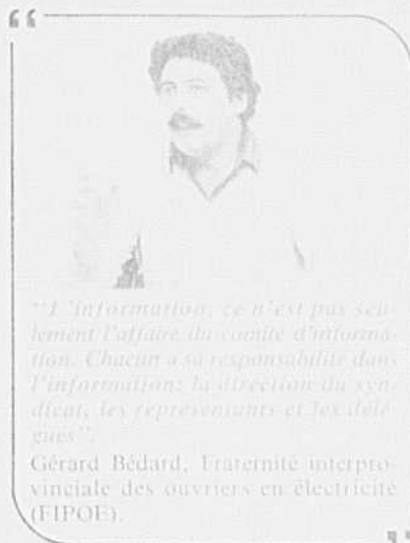 “
“L’information, ce n’est pas seu-
lement l’affaire du comité d’informa-
tion. Chacun a sa responsabilité dans
l’information: la direction du syn-
dicat, les représentants et les délé-
gués”.
Gérard Bédard, Fraternité interpro-
vinciale des ouvriers en électricité
(FIPOE).
”